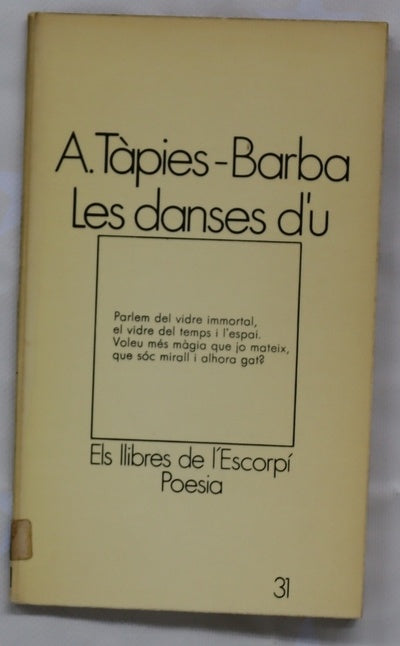 A. Tàpies-Barba
Les danses d'u
Parlem del vidre immortal,
el vidre del temps i l'espai.
Voleu més màgia que jo mateix,
que sóc mirall i alhora gat?
Els llibres de l'Escorpí
Poesia
31